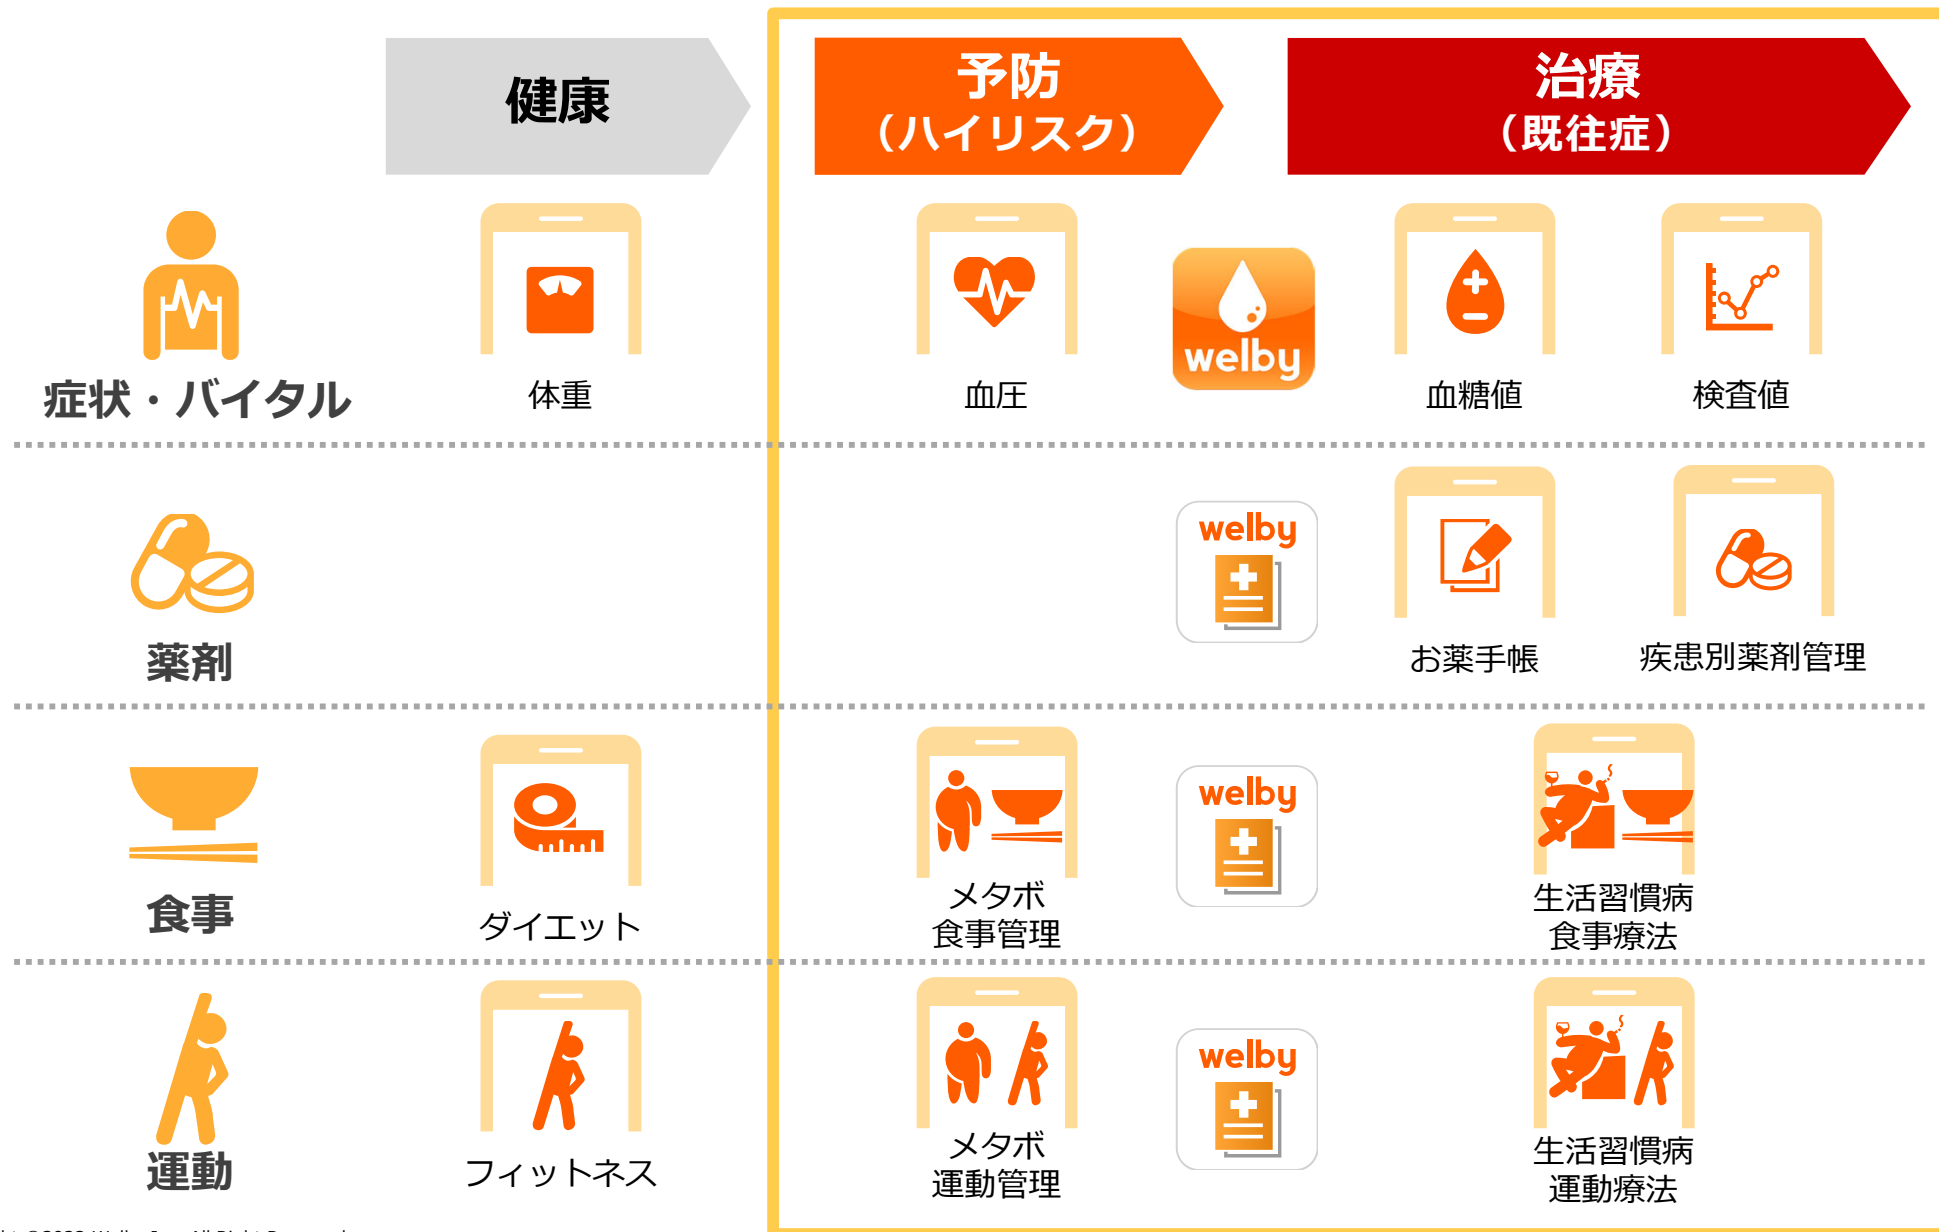 健康
予防
（ハイリスク）
治療
（既往症）
症状・バイタル
体重
血圧
welby
血糖値
検査値
薬剤
welby
お薬手帳
疾患別薬剤管理
食事
ダイエット
メタボ
食事管理
welby
生活習慣病
食事療法
運動
フィットネス
メタボ
運動管理
welby
生活習慣病
運動療法